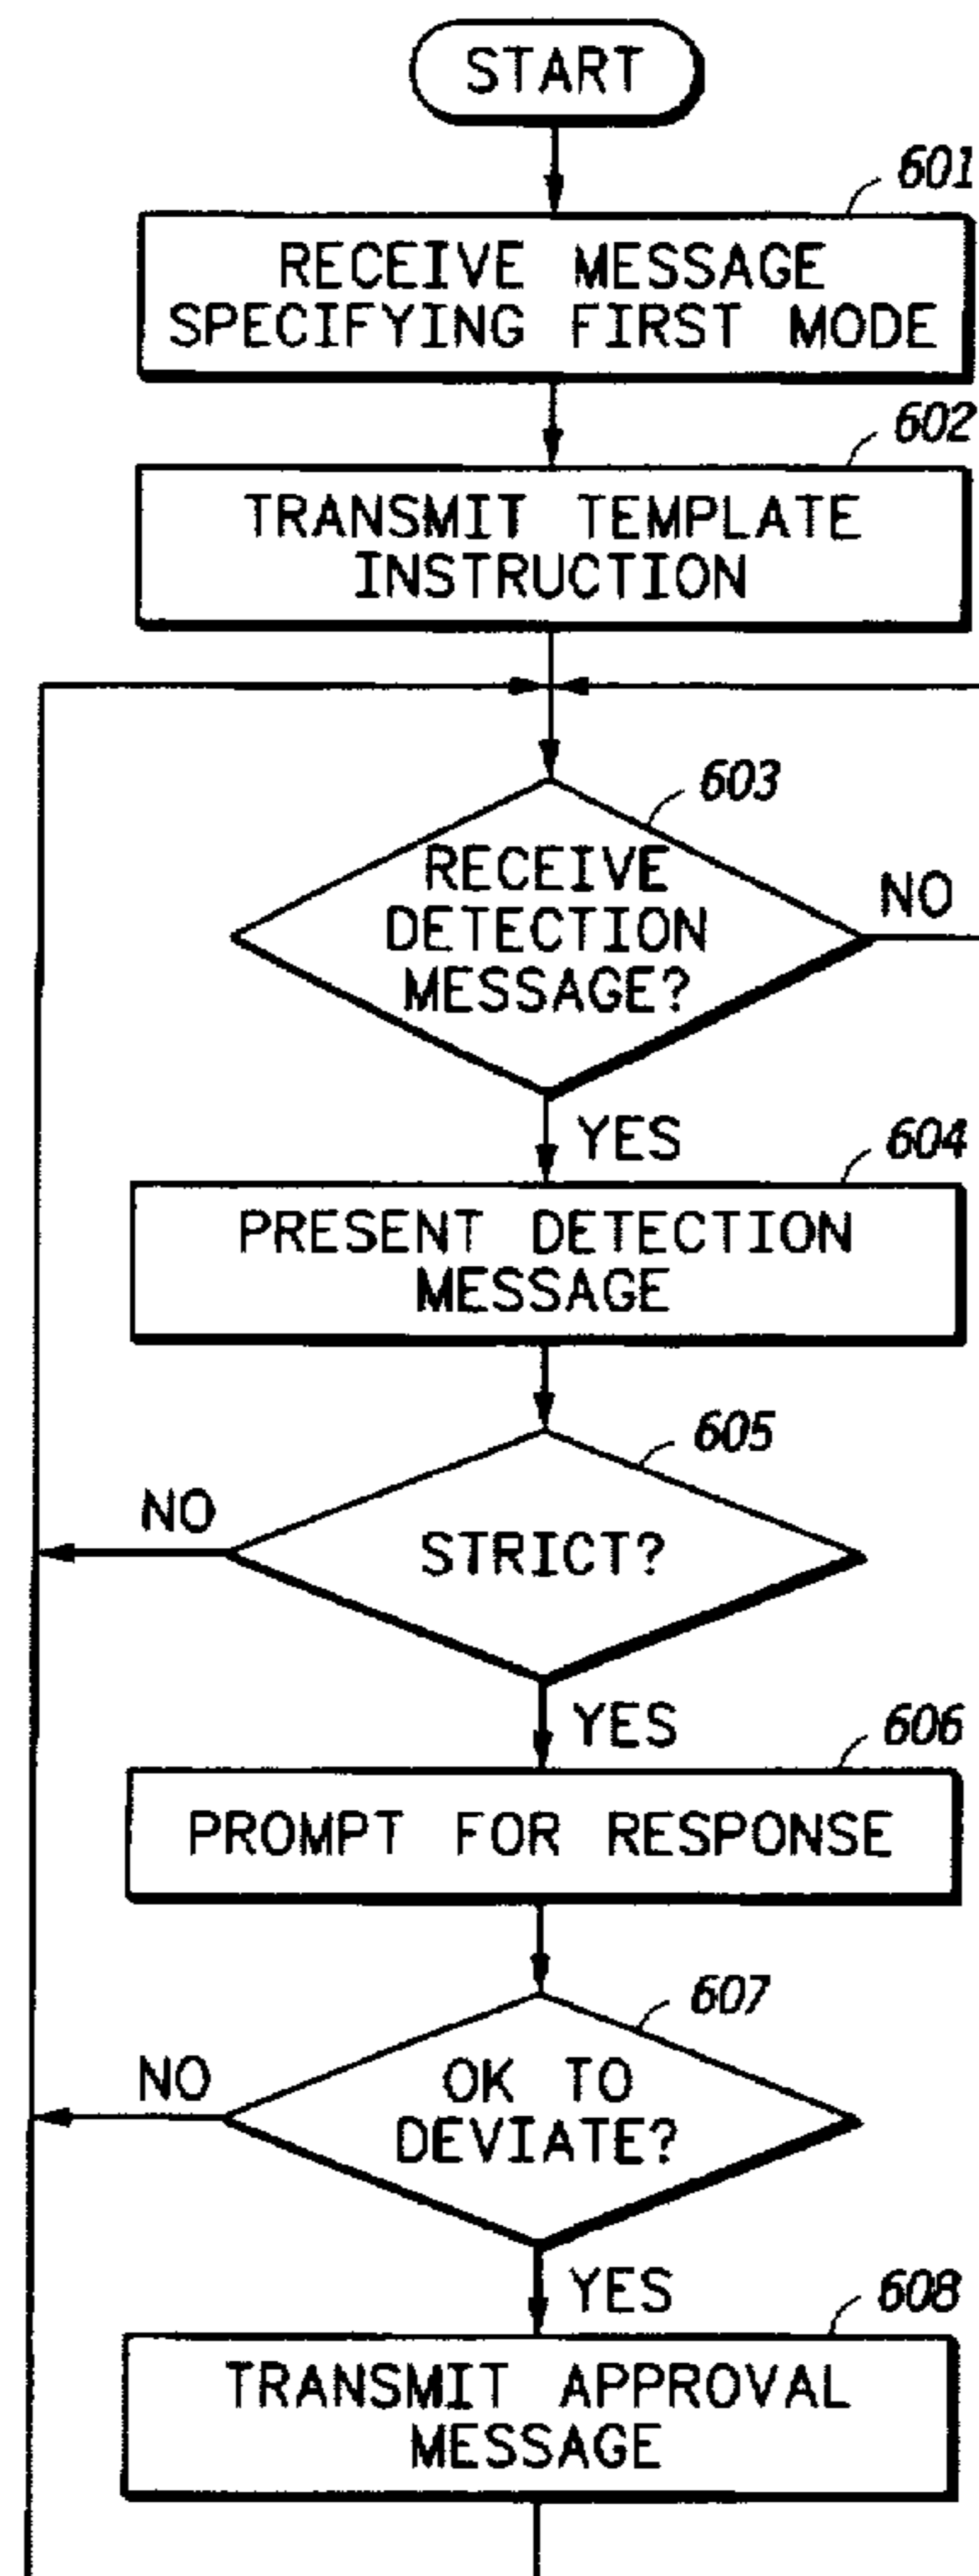 START
601
RECEIVE MESSAGE
SPECIFYING FIRST MODE
602
TRANSMIT TEMPLATE
INSTRUCTION
603
RECEIVE
DETECTION
MESSAGE?
NO
YES
604
PRESENT DETECTION
MESSAGE
605
NO
STRICT?
YES
606
PROMPT FOR RESPONSE
607
NO
OK TO
DEVIATE?
YES
608
TRANSMIT APPROVAL
MESSAGE